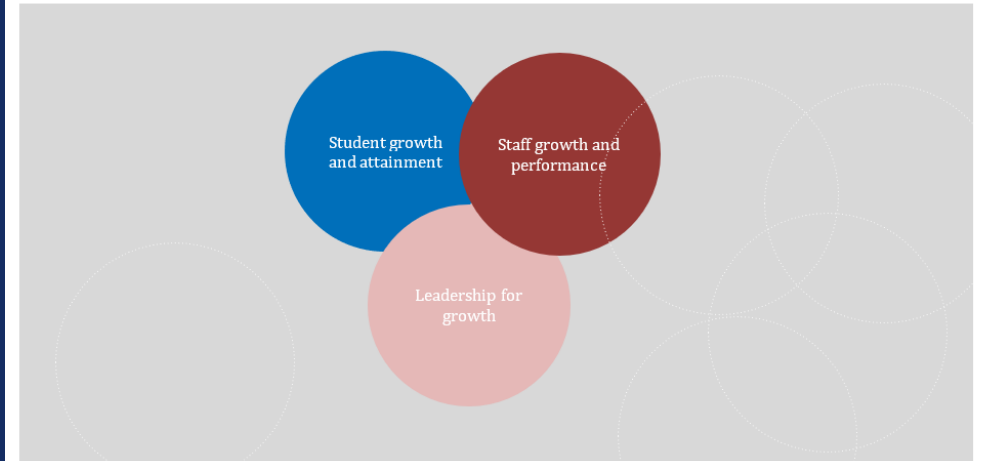 Student growth
and attainment
Staff growth and
performance
Leadership for
growth